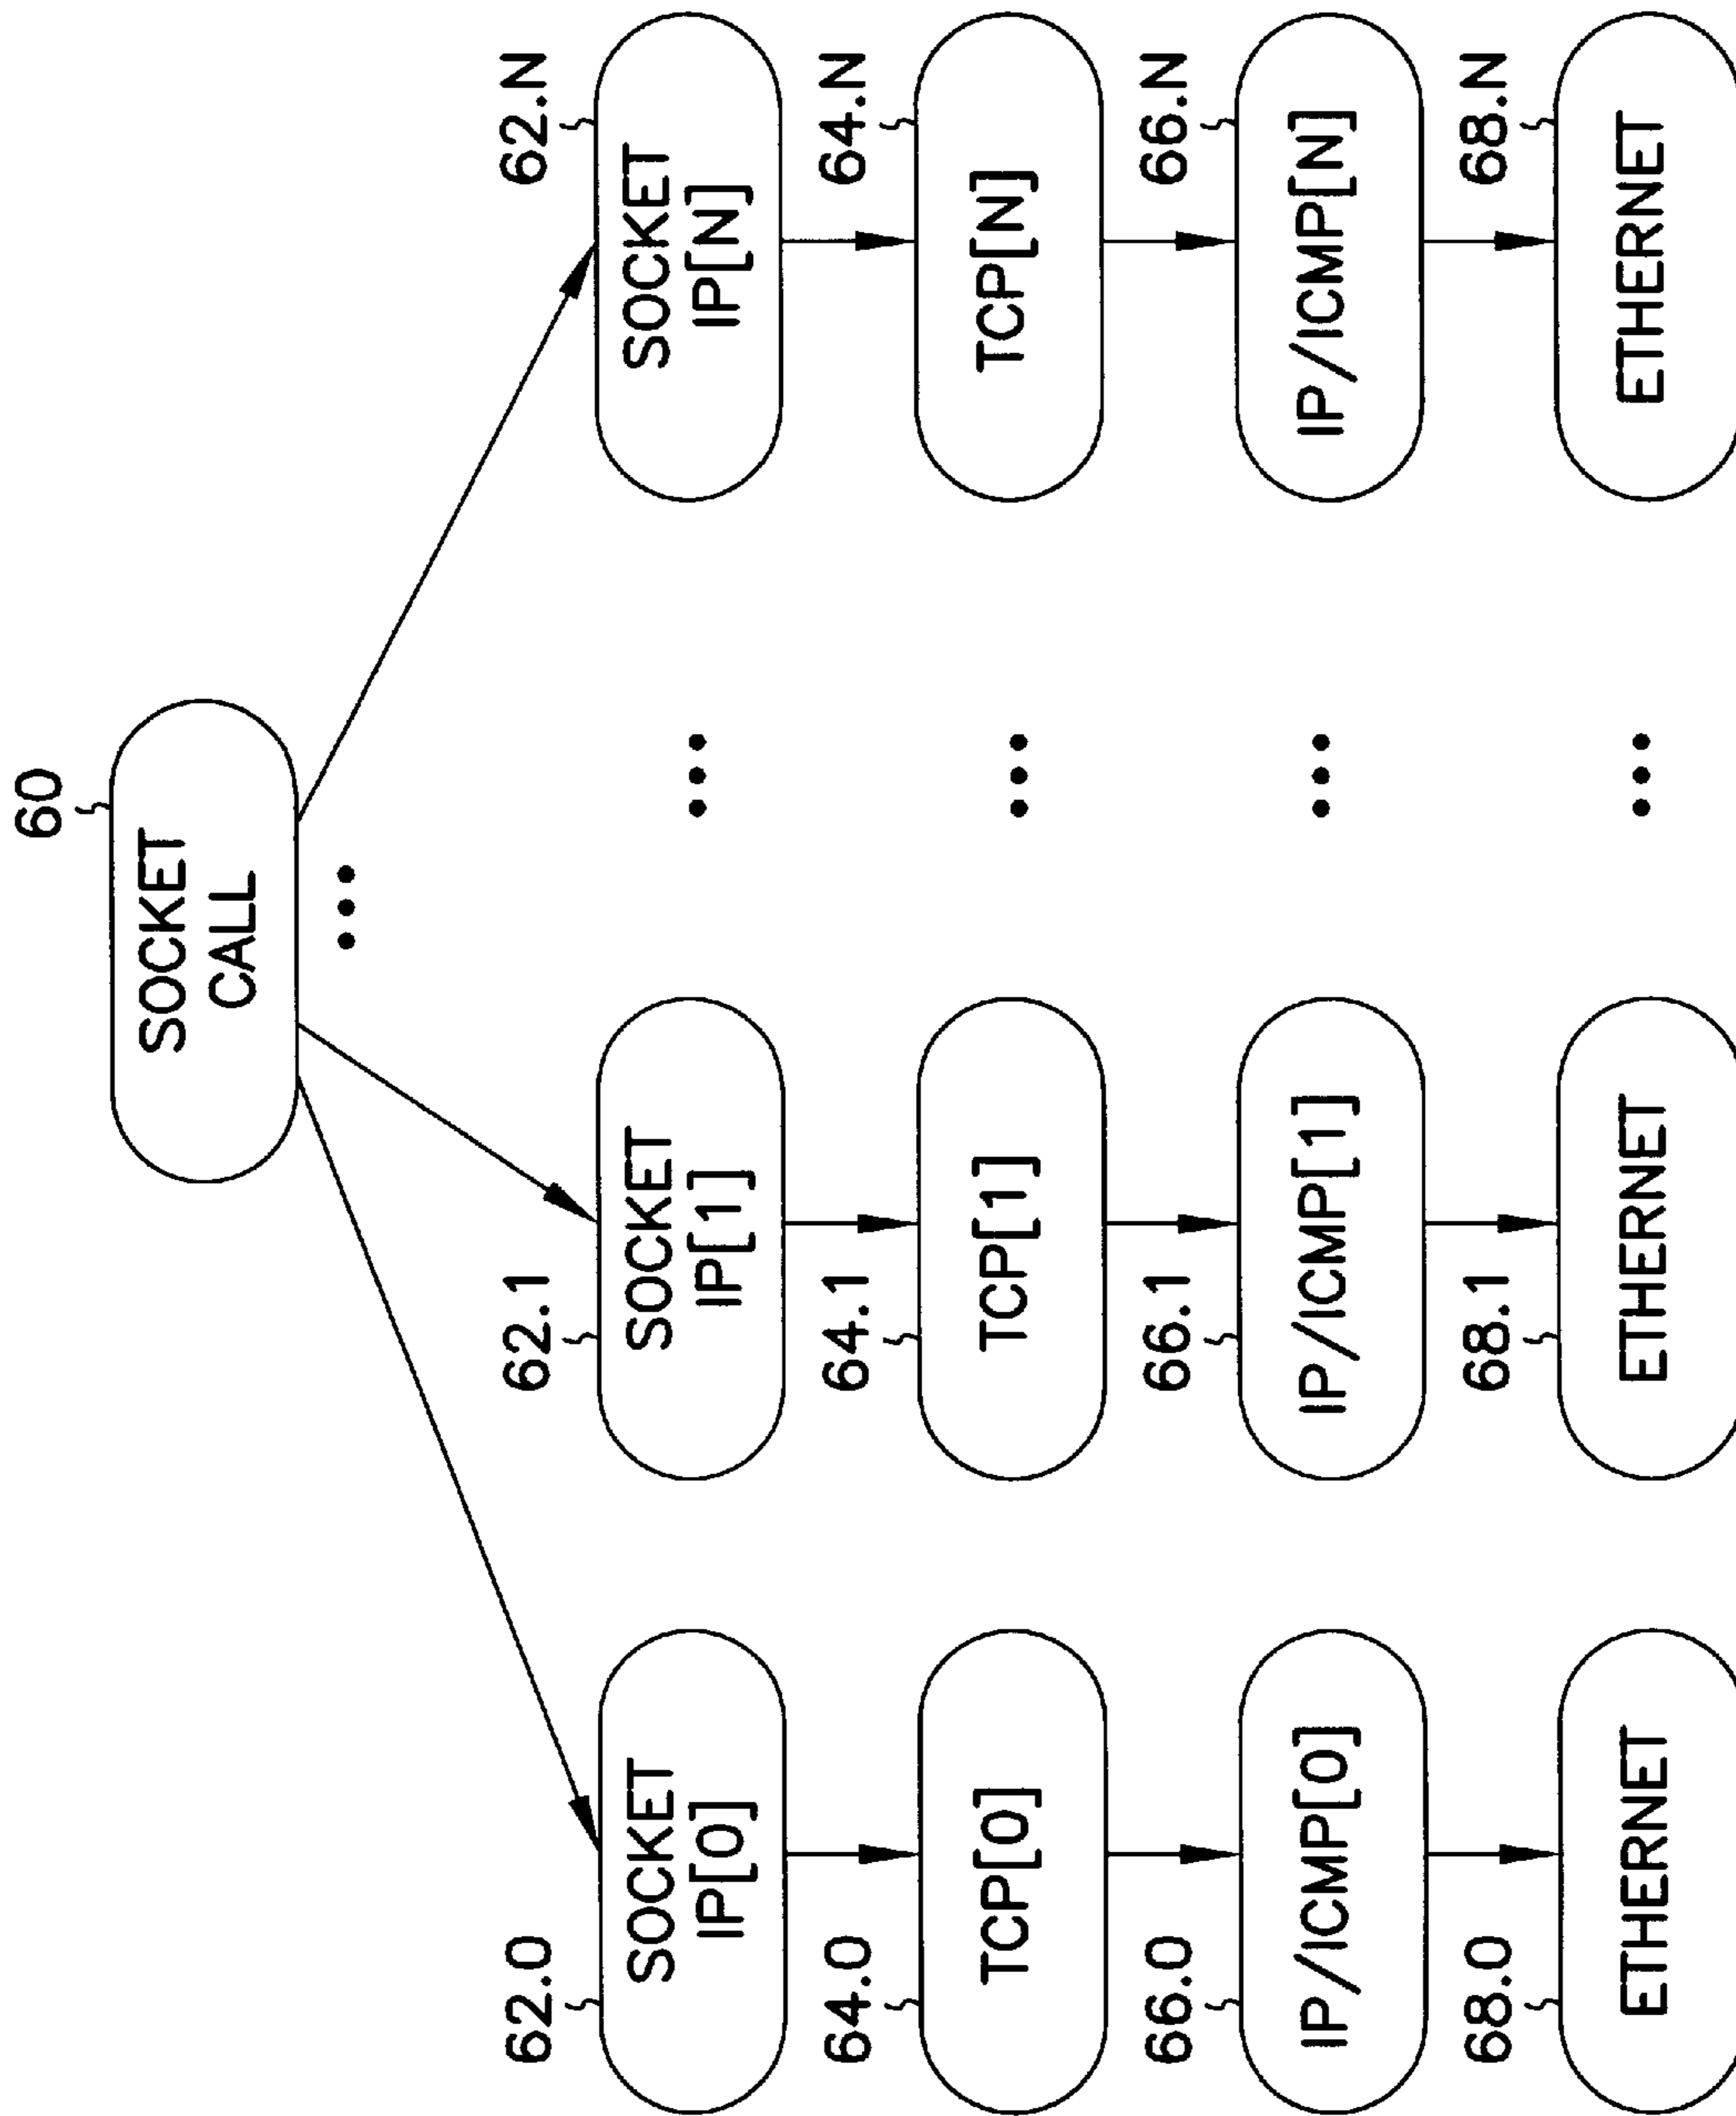 60
SOCKET
CALL
62.0
SOCKET
IP[0]
62.1
SOCKET
IP[1]
62.N
SOCKET
IP[N]
64.0
TCP[0]
64.1
TCP[1]
64.N
TCP[N]
66.0
IP/ICMP[0]
66.1
IP/ICMP[1]
66.N
IP/ICMP[N]
68.0
ETHERNET
68.1
ETHERNET
68.N
ETHERNET